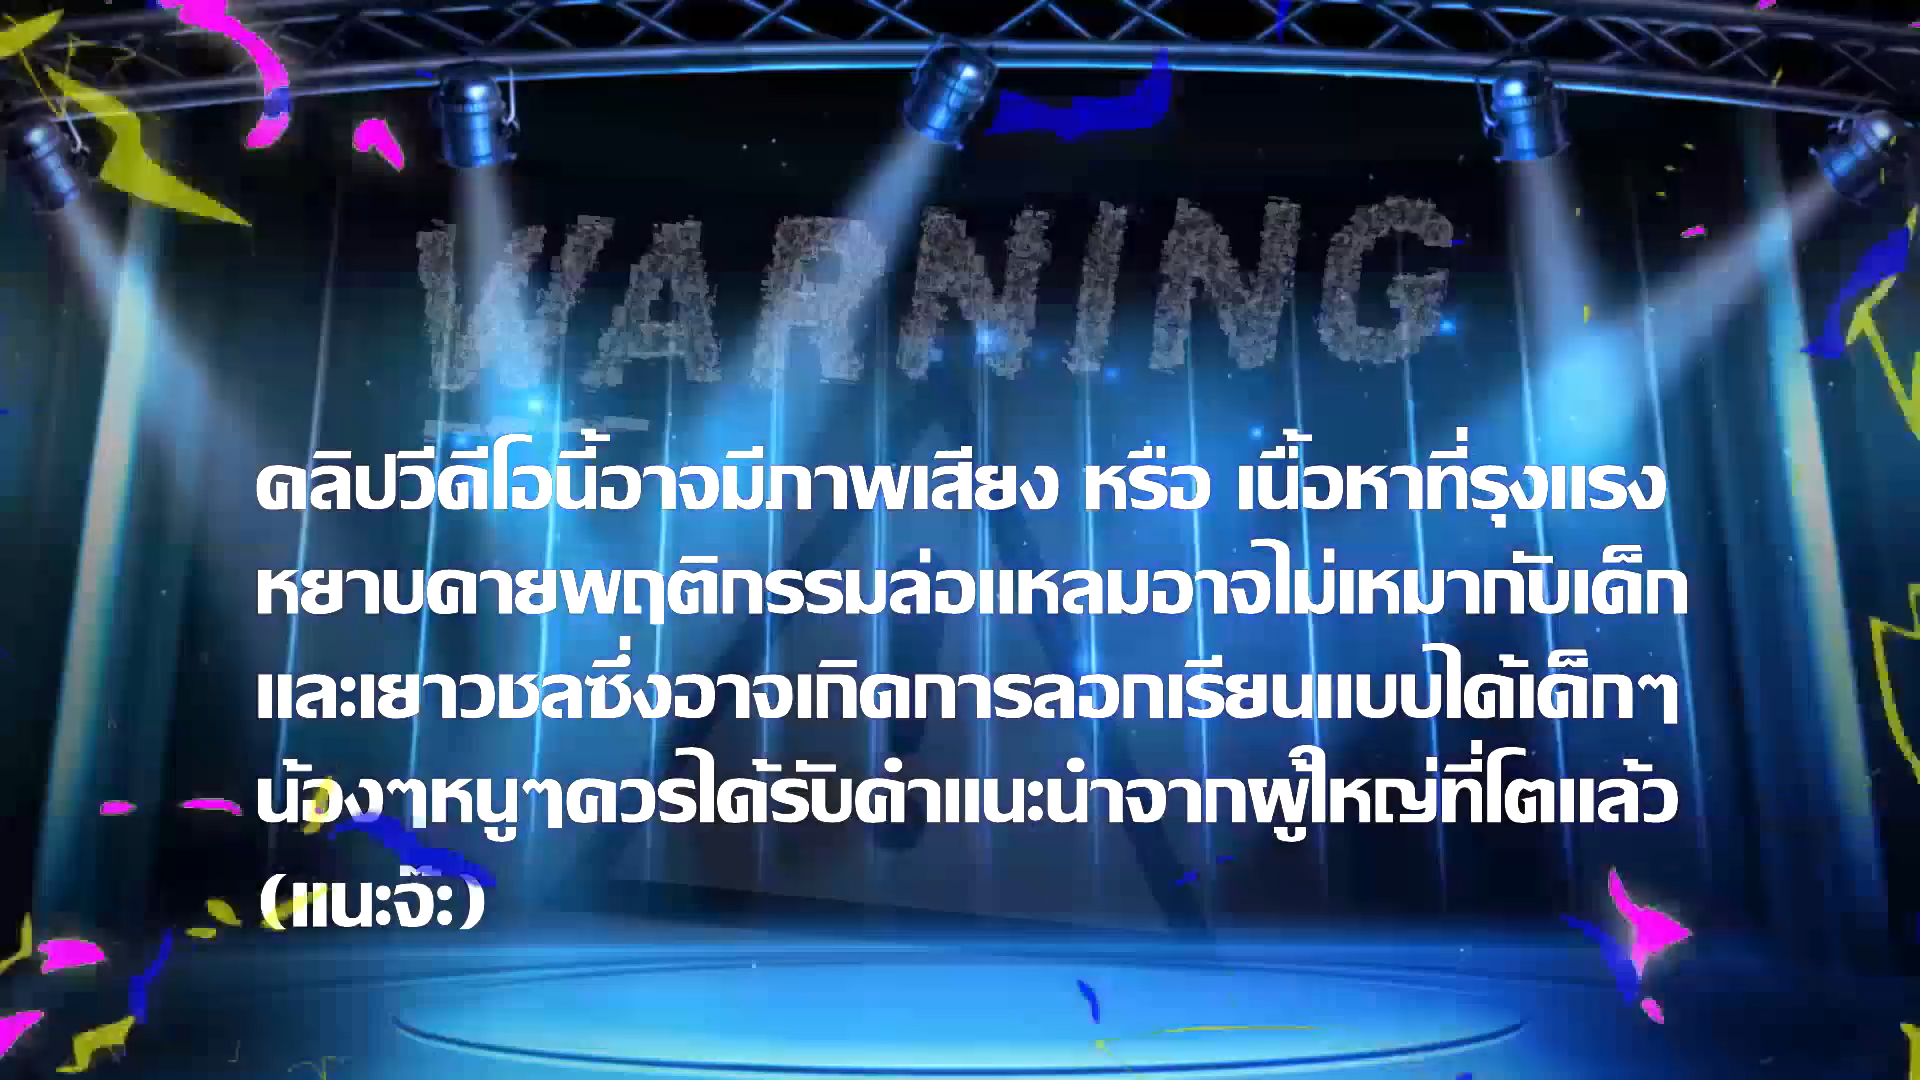 WARNING
คลิปวีดีโอนี้อาจมีภาพเสียง หรือ เนื้อหาที่รุงแรง
หยาบคายพฤติกรรมล่อแหลมอาจไม่เหมากับเด็ก
และเยาวชลซึ่งอาจเกิดการลอกเรียนแบบได้เด็กๆ
น้องๆหนูๆควรได้รับคำแนะนำจากผู้ใหญ่ที่โตแล้ว
(แนะจ๊ะ)